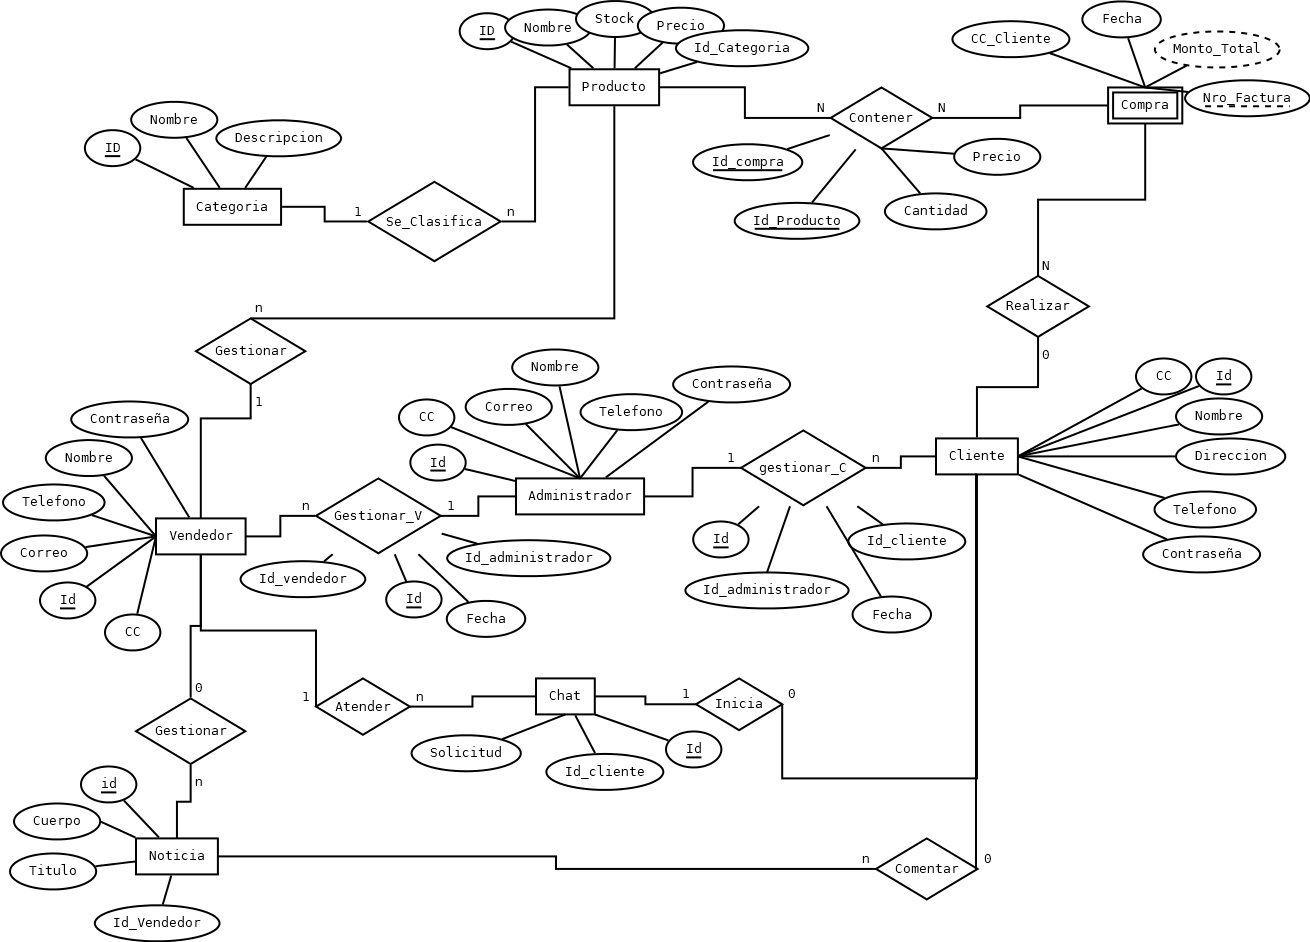 ID
Nombre
Stock
Precio
Id_Categoria
Producto
CC_Cliente
Fecha
Monto_Total
Nro_Factura
Compra
N
Contener
N
Id_compra
Precio
Id_Producto
Cantidad
ID
Nombre
Descripcion
Categoria
1
Se_Clasifica
n
N
Realizar
0
n
Gestionar
1
Contraseña
Nombre
Telefono
Correo
Id
CC
Vendedor
n
Gestionar_V
1
Id_vendedor
Id
Fecha
Id_administrador
CC
Correo
Nombre
Telefono
Contraseña
Id
Administrador
1
gestionar_C
n
Id
Id_administrador
Fecha
Id_cliente
Cliente
CC
Id
Nombre
Direccion
Telefono
Contraseña
0
Gestionar
n
1
Atender
n
Chat
1
Inicia
0
Solicitud
Id_cliente
Id
id
Cuerpo
Titulo
Noticia
Id_Vendedor
n
Comentar
0